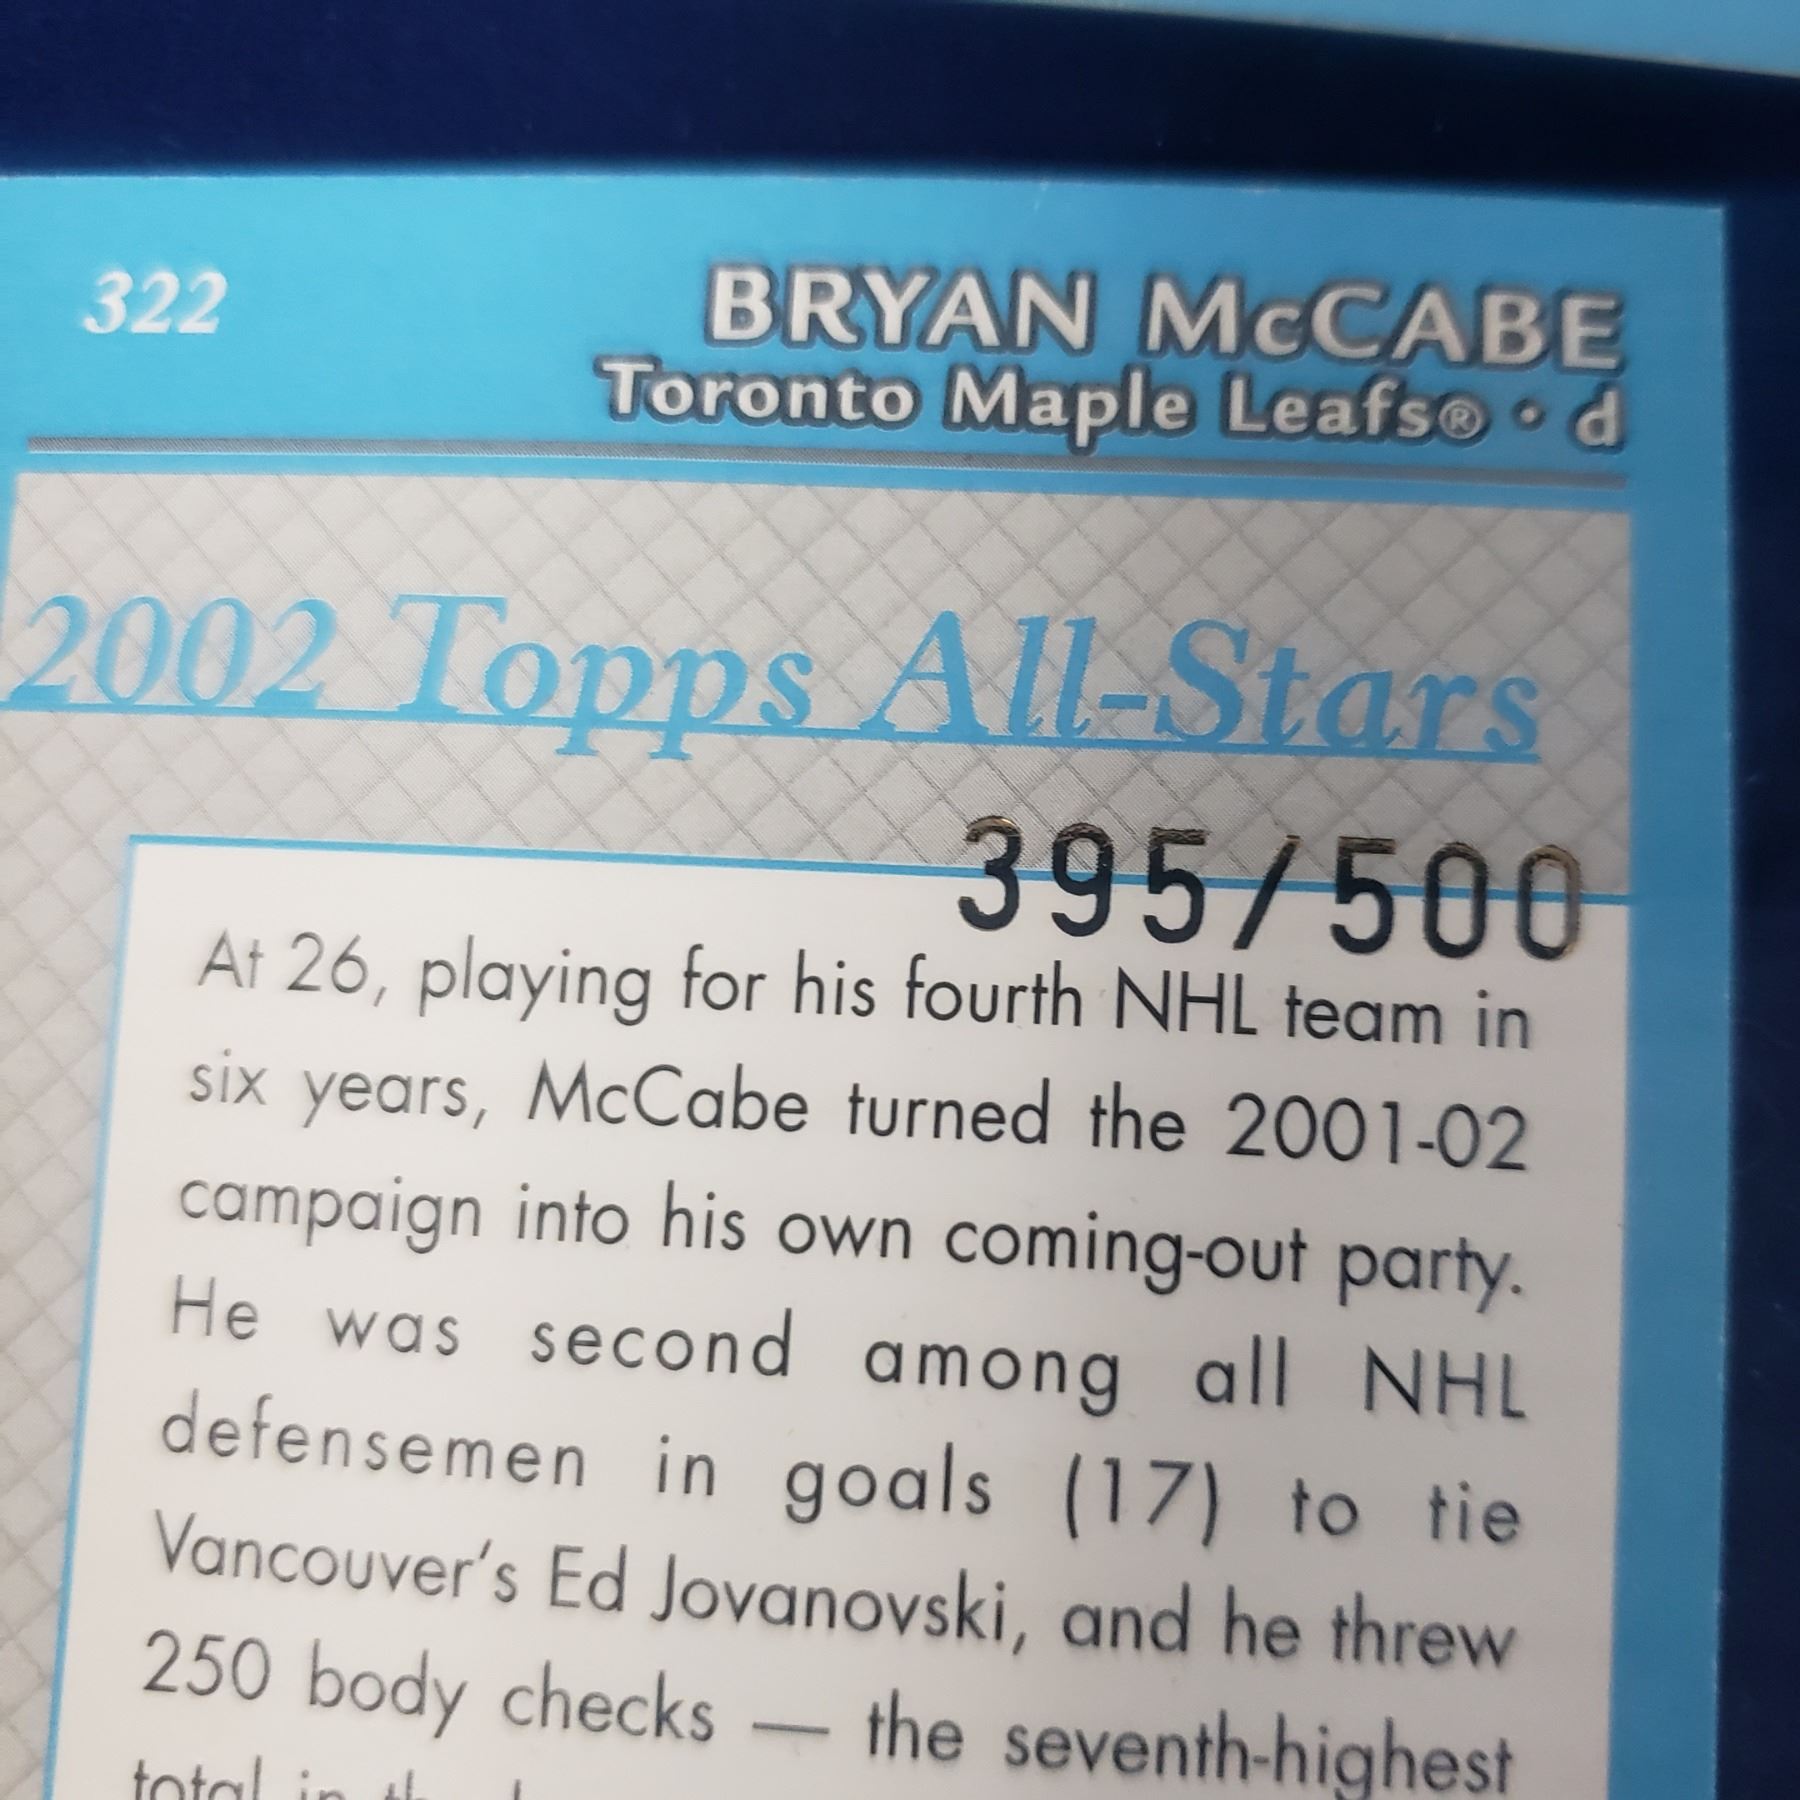 322
BRYAN McCABE
Toronto Maple Leafs® • d
2002 Topps All-Stars
395/500
At 26, playing for his fourth NHL team in
six years, McCabe turned the 2001-02
campaign into his own coming-out party.
He was second among all NHL
defensemen in goals (17) to tie
Vancouver's Ed Jovanovski, and he threw
250 body checks — the seventh-highest
total in